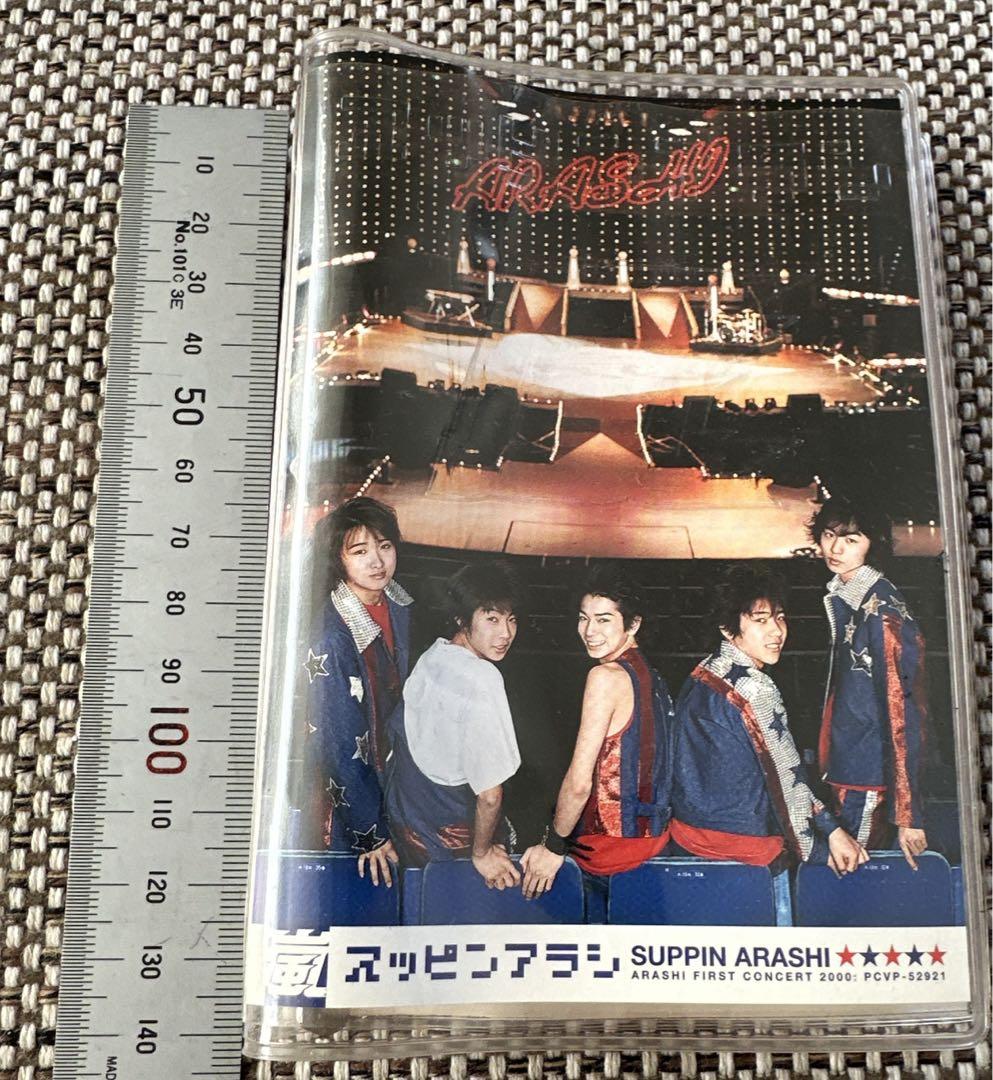 ARASHI
10
20
30
40
50
60
70
80
90
100
110
120
130
140
No.101C 3E
MAD
嵐
スッピンアラシ
SUPPIN ARASHI★★★★★
ARASHI FIRST CONCERT 2000: PCVP-52921